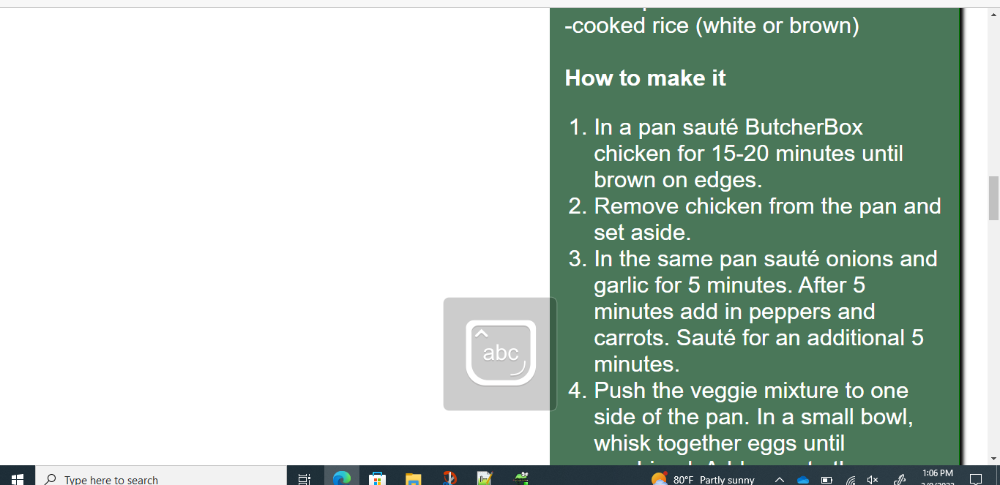 -cooked rice (white or brown)
How to make it
1. In a pan sauté ButcherBox
chicken for 15-20 minutes until
brown on edges.
2. Remove chicken from the pan and
set aside.
3. In the same pan sauté onions and
garlic for 5 minutes. After 5
minutes add in peppers and
carrots. Sauté for an additional 5
minutes.
4. Push the veggie mixture to one
side of the pan. In a small bowl,
whisk together eggs until
abc
Type here to search
80°F Partly sunny
1:06 PM